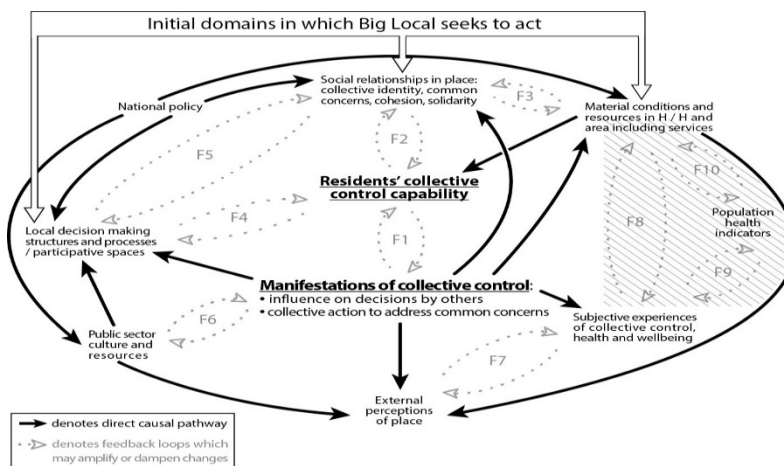 Initial domains in which Big Local seeks to act
Social relationships in place:
collective identity, common
concerns, cohesion, solidarity
National policy
F3
Material conditions and
resources in H / H and
area including services
F2
F5
Residents' collective
control capability
F10
F4
F8
Population
health
indicators
Local decision making
structures and processes
/ participative spaces
F1
F9
Manifestations of collective control:
• influence on decisions by others
• collective action to address common concerns
Public sector
culture and
resources
F6
Subjective experiences
of collective control,
health and wellbeing
F7
External
perceptions
of place
denotes direct causal pathway
denotes feedback loops which
may amplify or dampen changes